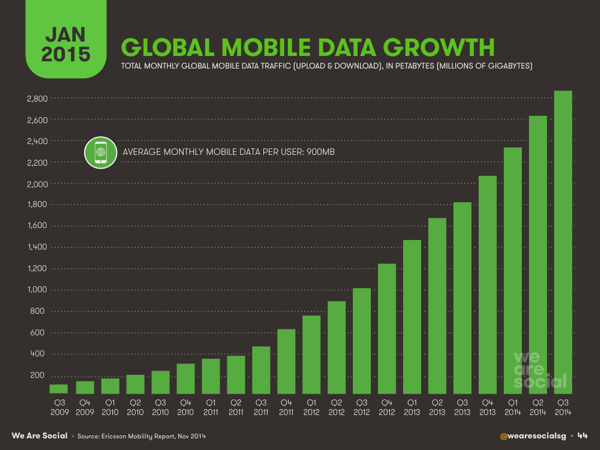 JAN
2015
GLOBAL MOBILE DATA GROWTH
TOTAL MONTHLY GLOBAL MOBILE DATA TRAFFIC (UPLOAD & DOWNLOAD), IN PETABYTES (MILLIONS OF GIGABYTES)
2,800
2,600
2,400
AVERAGE MONTHLY MOBILE DATA PER USER: 900MB
2,200
2,000
1,800
1,600
1,400
1,200
1,000
800
600
400
200
we
are
social
Q3 Q4 Q1 Q2 Q3 Q4 Q1 Q2 Q3 Q4 Q1 Q2 Q3 Q4 Q1 Q2 Q3 Q4 Q1 Q2 Q3
2009 2009 2010 2010 2010 2010 2011 2011 2011 2011 2012 2012 2012 2012 2013 2013 2013 2013 2014 2014 2014
We Are Social • Source: Ericsson Mobility Report, Nov 2014 @wearesocialsg • 44